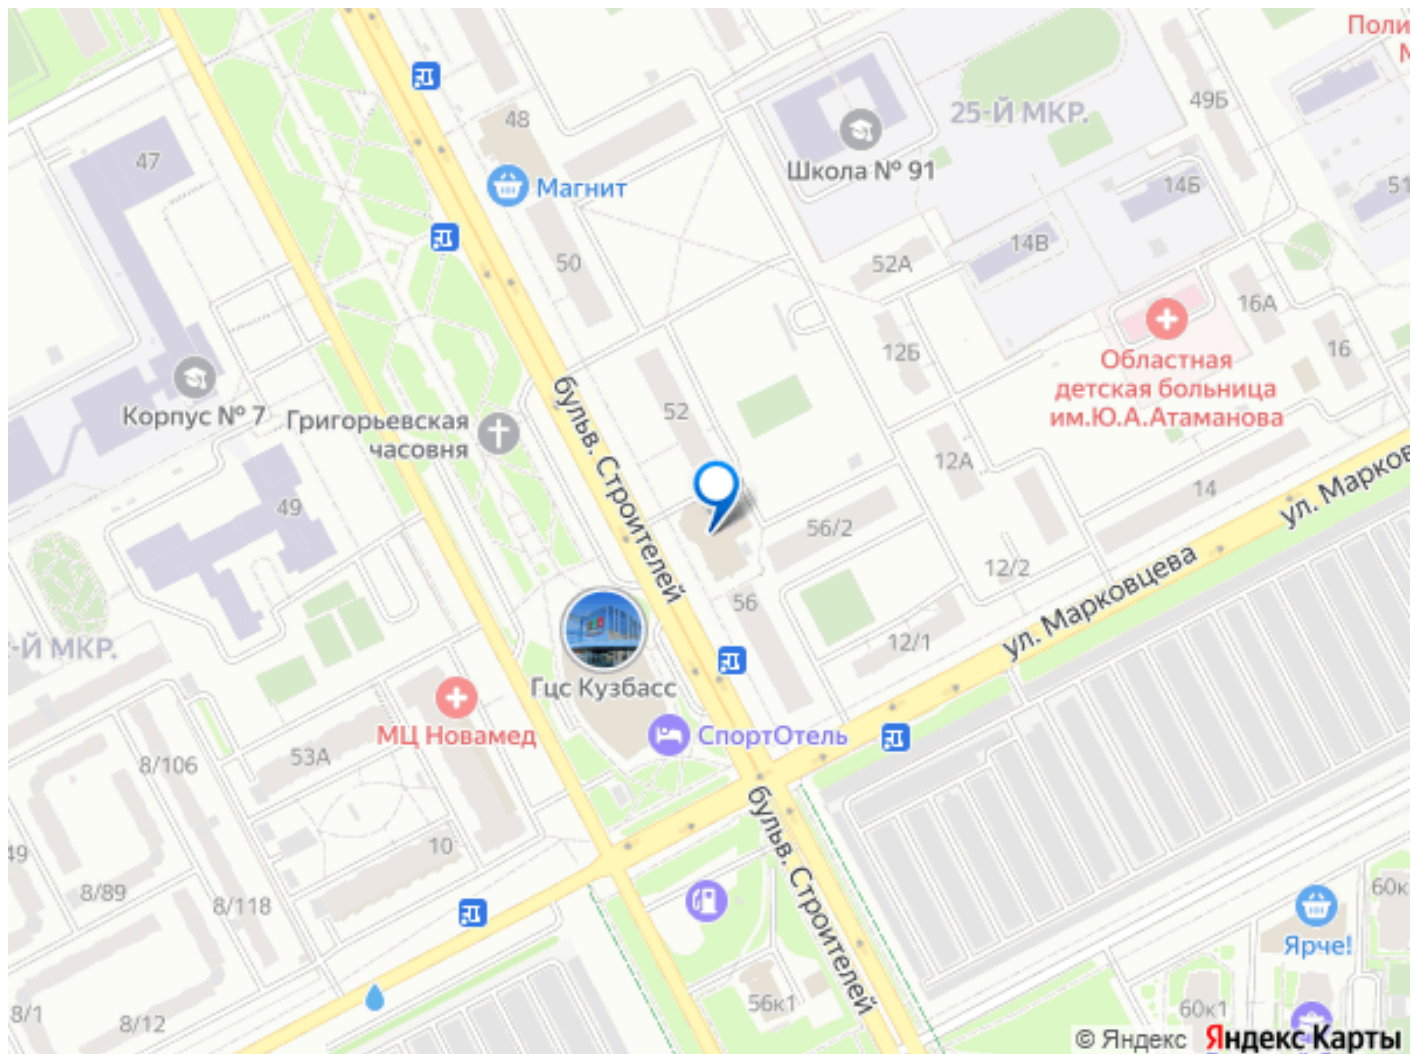 Поли
М
48
25-Й МКР.
49Б
47
Школа № 91
14Б
51
Магнит
14В
50
52А
16А
12Б
16
Областная
детская больница
им.Ю.А.Атаманова
Корпус № 7
Григорьевская
часовня
52
бульв. Строителей
12А
14
ул. Марков
49
56/2
12/2
ул. Марковцева
56
12/1
-Й МКР.
Гцс Кузбасс
МЦ Новамед
СпортОтель
53А
8/106
10
49
8/89
8/118
бульв. Строителей
60к
Ярче!
56к1
60к1
8/1
8/12
© Яндекс Яндекс Карты